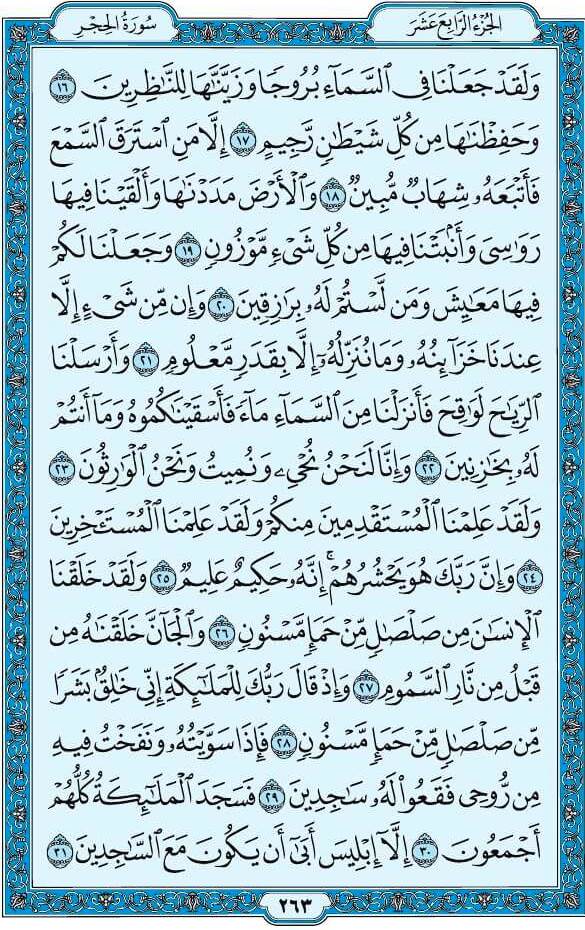 سُورَةُ الحِجْرِ
الجُزْءُ الرَّابِعَ عَشَرَ
وَلَقَدْ جَعَلْنَا فِي ٱلسَّمَآءِ بُرُوجًا وَزَيَّنَّٰهَا لِلنَّٰظِرِينَ ١٦
وَحَفِظْنَٰهَا مِن كُلِّ شَيْطَٰنٍ رَّجِيمٍ ١٧ إِلَّا مَنِ ٱسْتَرَقَ ٱلسَّمْعَ
فَأَتْبَعَهُۥ شِهَابٌ مُّبِينٌ ١٨ وَٱلْأَرْضَ مَدَدْنَٰهَا وَأَلْقَيْنَا فِيهَا
رَوَٰسِيَ وَأَنۢبَتْنَا فِيهَا مِن كُلِّ شَيْءٍ مَّوْزُونٍ ١٩ وَجَعَلْنَا لَكُمْ
فِيهَا مَعَٰيِشَ وَمَن لَّسْتُمْ لَهُۥ بِرَٰزِقِينَ ٢٠ وَإِن مِّن شَيْءٍ إِلَّا
عِندَنَا خَزَآئِنُهُۥ وَمَا نُنَزِّلُهُۥٓ إِلَّا بِقَدَرٍ مَّعْلُومٍ ٢١ وَأَرْسَلْنَا
ٱلرِّيَٰحَ لَوَٰقِحَ فَأَنزَلْنَا مِنَ ٱلسَّمَآءِ مَآءً فَأَسْقَيْنَٰكُمُوهُ وَمَآ أَنتُمْ
لَهُۥ بِخَٰزِنِينَ ٢٢ وَإِنَّا لَنَحْنُ نُحْيِۦ وَنُمِيتُ وَنَحْنُ ٱلْوَٰرِثُونَ ٢٣
وَلَقَدْ عَلِمْنَا ٱلْمُسْتَقْدِمِينَ مِنكُمْ وَلَقَدْ عَلِمْنَا ٱلْمُسْتَـْٔخِرِينَ
٢٤ وَإِنَّ رَبَّكَ هُوَ يَحْشُرُهُمْ ۚ إِنَّهُۥ حَكِيمٌ عَلِيمٌ ٢٥ وَلَقَدْ خَلَقْنَا
ٱلْإِنسَٰنَ مِن صَلْصَٰلٍ مِّنْ حَمَإٍ مَّسْنُونٍ ٢٦ وَٱلْجَآنَّ خَلَقْنَٰهُ مِن
قَبْلُ مِن نَّارِ ٱلسَّمُومِ ٢٧ وَإِذْ قَالَ رَبُّكَ لِلْمَلَٰٓئِكَةِ إِنِّي خَٰلِقٌۢ بَشَرًا
مِّن صَلْصَٰلٍ مِّنْ حَمَإٍ مَّسْنُونٍ ٢٨ فَإِذَا سَوَّيْتُهُۥ وَنَفَخْتُ فِيهِ
مِن رُّوحِي فَقَعُوا۟ لَهُۥ سَٰجِدِينَ ٢٩ فَسَجَدَ ٱلْمَلَٰٓئِكَةُ كُلُّهُمْ
أَجْمَعُونَ ٣٠ إِلَّآ إِبْلِيسَ أَبَىٰٓ أَن يَكُونَ مَعَ ٱلسَّٰجِدِينَ ٣١
٢٦٣